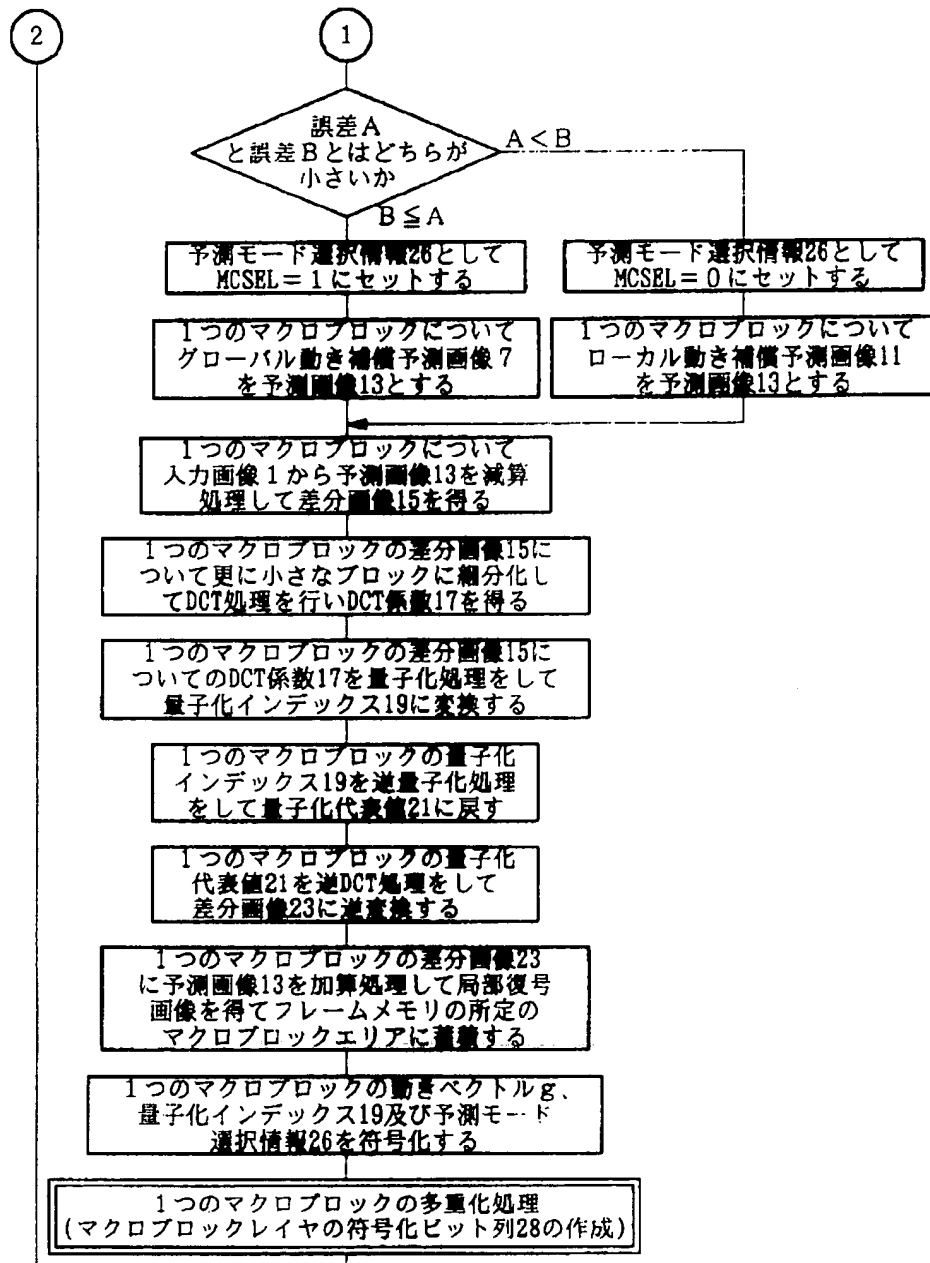 2
1
誤差A
と誤差Bとはどちらが
小さいか
A<B
B≦A
予測モード選択情報26として
MCSEL=1にセットする
予測モード選択情報26として
MCSEL=0にセットする
1つのマクロブロックについて
グローバル動き補償予測画像7
を予測画像13とする
1つのマクロブロックについて
ローカル動き補償予測画像11
を予測画像13とする
1つのマクロブロックについて
入力画像1から予測画像13を減算
処理して差分画像15を得る
1つのマクロブロックの差分画像15に
ついて更に小さなブロックに細分化し
てDCT処理を行いDCT係数17を得る
1つのマクロブロックの差分画像15に
ついてのDCT係数17を量子化処理をして
量子化インデックス19に変換する
1つのマクロブロックの量子化
インデックス19を逆量子化処理
をして量子化代表値21に戻す
1つのマクロブロックの量子化
代表値21を逆DCT処理をして
差分画像23に逆変換する
1つのマクロブロックの差分画像23
に予測画像13を加算処理して局部復号
画像を得てフレームメモリの所定の
マクロブロックエリアに蓄積する
1つのマクロブロックの動きベクトルg、
量子化インデックス19及び予測モード
選択情報26を符号化する
1つのマクロブロックの多重化処理
(マクロブロックレイヤの符号化ビット列28の作成)